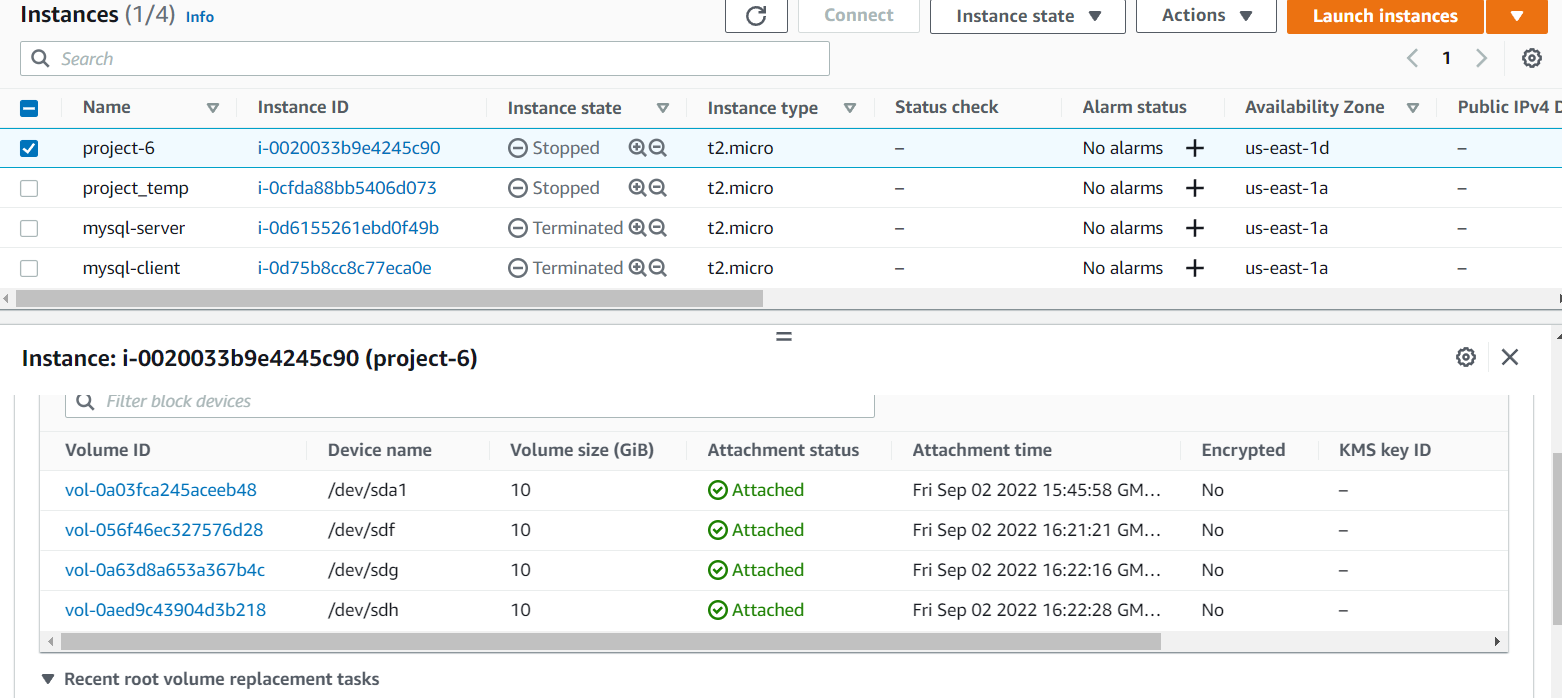 Instances (1/4) Info Connect Instance state Actions Launch instances
Search 1
Name Instance ID Instance state Instance type Status check Alarm status Availability Zone Public IPv4 D
project-6 i-0020033b9e4245c90 Stopped t2.micro – No alarms + us-east-1d –
project_temp i-0cfda88bb5406d073 Stopped t2.micro – No alarms + us-east-1a –
mysql-server i-0d6155261ebd0f49b Terminated t2.micro – No alarms + us-east-1a –
mysql-client i-0d75b8cc8c77eca0e Terminated t2.micro – No alarms + us-east-1a –
Instance: i-0020033b9e4245c90 (project-6)
Filter block devices
Volume ID Device name Volume size (GiB) Attachment status Attachment time Encrypted KMS key ID
vol-0a03fca245aceeb48 /dev/sda1 10 Attached Fri Sep 02 2022 15:45:58 GM... No –
vol-056f46ec327576d28 /dev/sdf 10 Attached Fri Sep 02 2022 16:21:21 GM... No –
vol-0a63d8a653a367b4c /dev/sdg 10 Attached Fri Sep 02 2022 16:22:16 GM... No –
vol-0aed9c43904d3b218 /dev/sdh 10 Attached Fri Sep 02 2022 16:22:28 GM... No –
Recent root volume replacement tasks